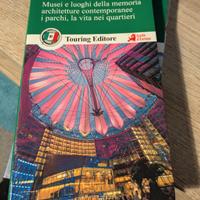 Musei e luoghi della memoria
architetture contemporanee
i parchi, la vita nei quartieri
Touring Editore